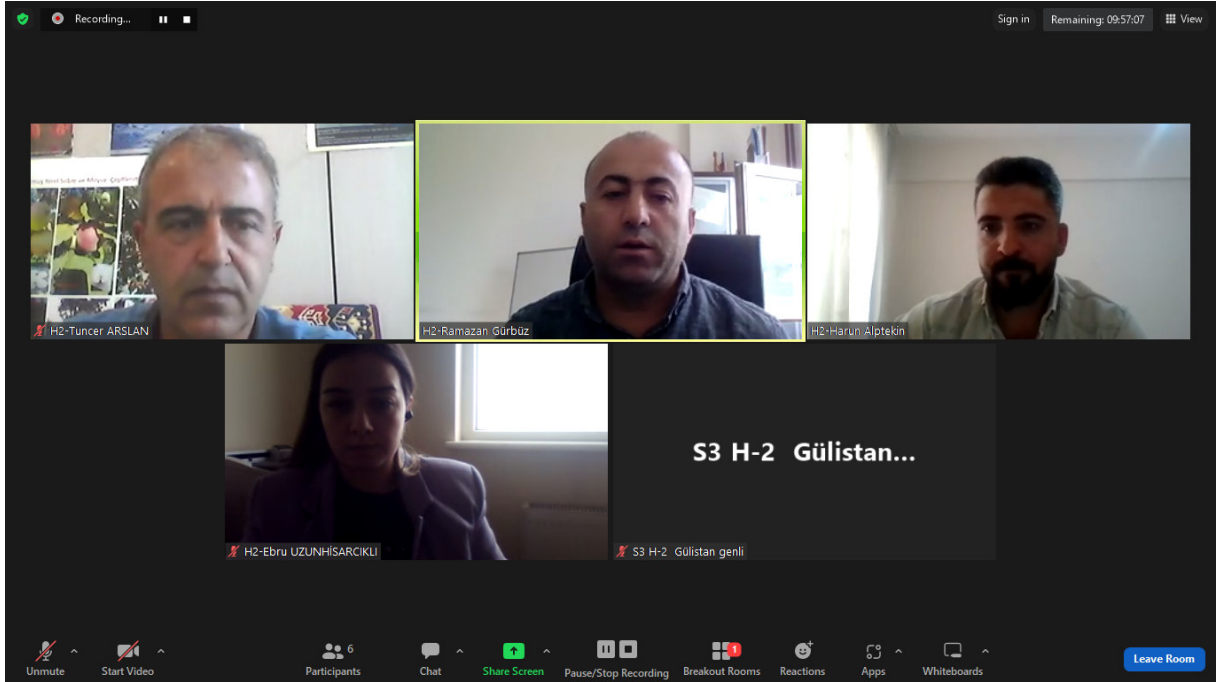 Recording...
Sign in
Remaining: 09:57:07
View
H2-Tuncer ARSLAN
H2-Ramazan Gürbüz
H2-Harun Alptekin
S3 H-2 Gülistan...
H2-Ebru UZUNHİSARCIKLI
S3 H-2 Gülistan genli
Unmute
Start Video
6
Participants
Chat
Share Screen
Pause/Stop Recording
1
Breakout Rooms
Reactions
Apps
Whiteboards
Leave Room